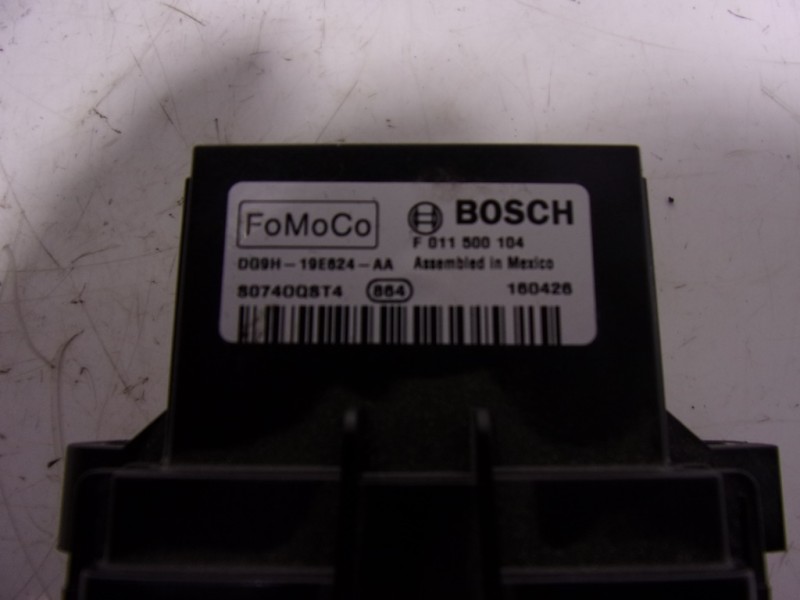 FoMoCo BOSCH
F 011 500 104
DG9H-19E624-AA Assembled in Mexico
S0740QST4 864 160426